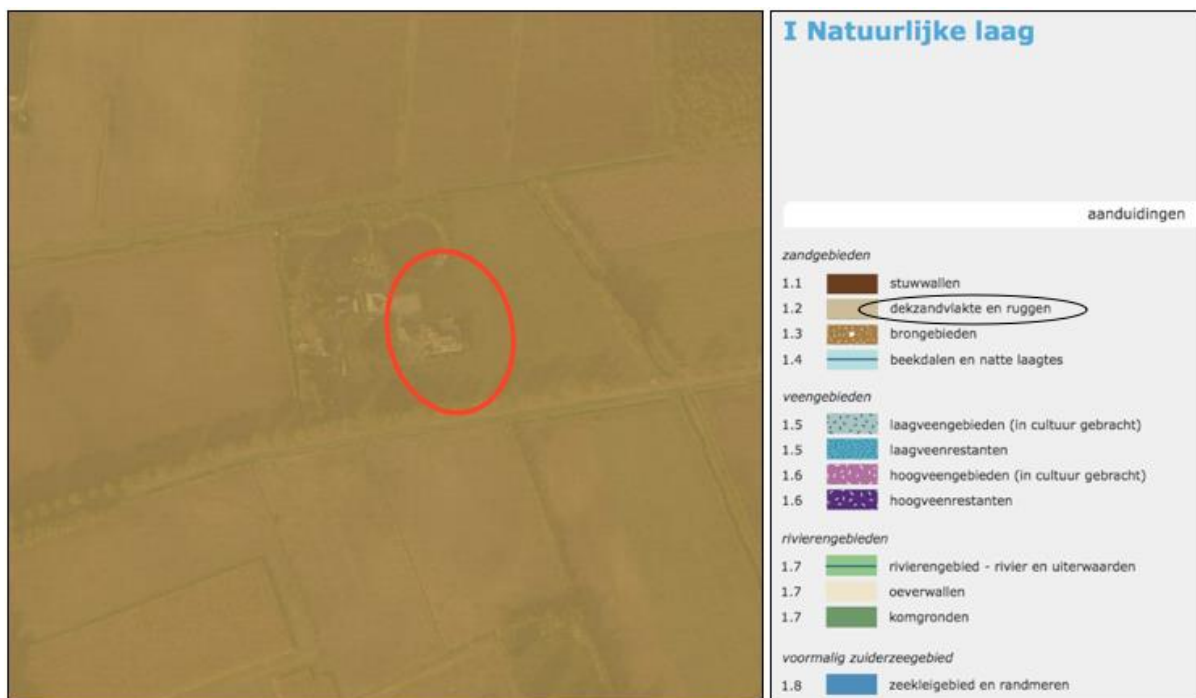 I Natuurlijke laag
aanduidingen
zandgebieden
1.1 stuwwallen
1.2 dekzandvlakte en ruggen
1.3 brongebieden
1.4 beekdalen en natte laagtes
veengebieden
1.5 laagveengebieden (in cultuur gebracht)
1.5 laagveenrestanten
1.6 hoogveengebieden (in cultuur gebracht)
1.6 hoogveenrestanten
rivierengebieden
1.7 rivierengebied - rivier en uiterwaarden
1.7 oeverwallen
1.7 komgronden
voormalig zuiderzeegebied
1.8 zeekleigebied en randmeren